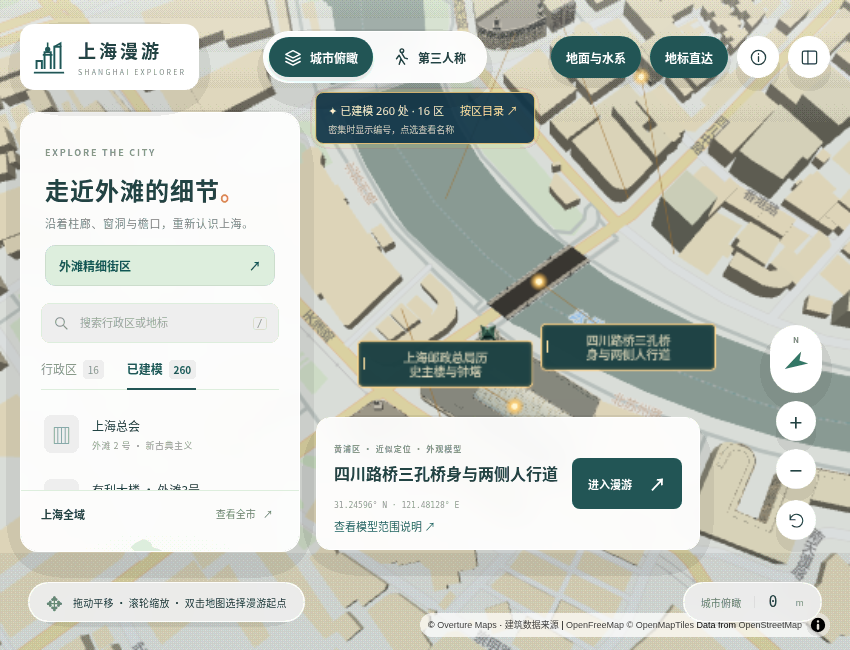 上海漫游
SHANGHAI EXPLORER
城市俯瞰
第三人称
地面与水系
地标直达
✦ 已建模 260 处 · 16 区 按区目录 ↗
密集时显示编号，点选查看名称
EXPLORE THE CITY
走近外滩的细节。
沿着柱廊、窗洞与檐口，重新认识上海。
外滩精细街区 ↗
搜索行政区或地标 /
行政区 16 已建模 260
上海总会
外滩 2 号 · 新古典主义
有利大楼 · 外滩3号
上海全域 查看全市 ↗
上海邮政总局历
史主楼与钟塔
四川路桥三孔桥
身与两侧人行道
N
黄浦区 · 近似定位 · 外观模型
四川路桥三孔桥身与两侧人行道
31.24596° N · 121.48128° E
查看模型范围说明 ↗
进入漫游 ↗
拖动平移 · 滚轮缩放 · 双击地图选择漫游起点
城市俯瞰 0 m
© Overture Maps · 建筑数据来源 | OpenFreeMap © OpenMapTiles Data from OpenStreetMap